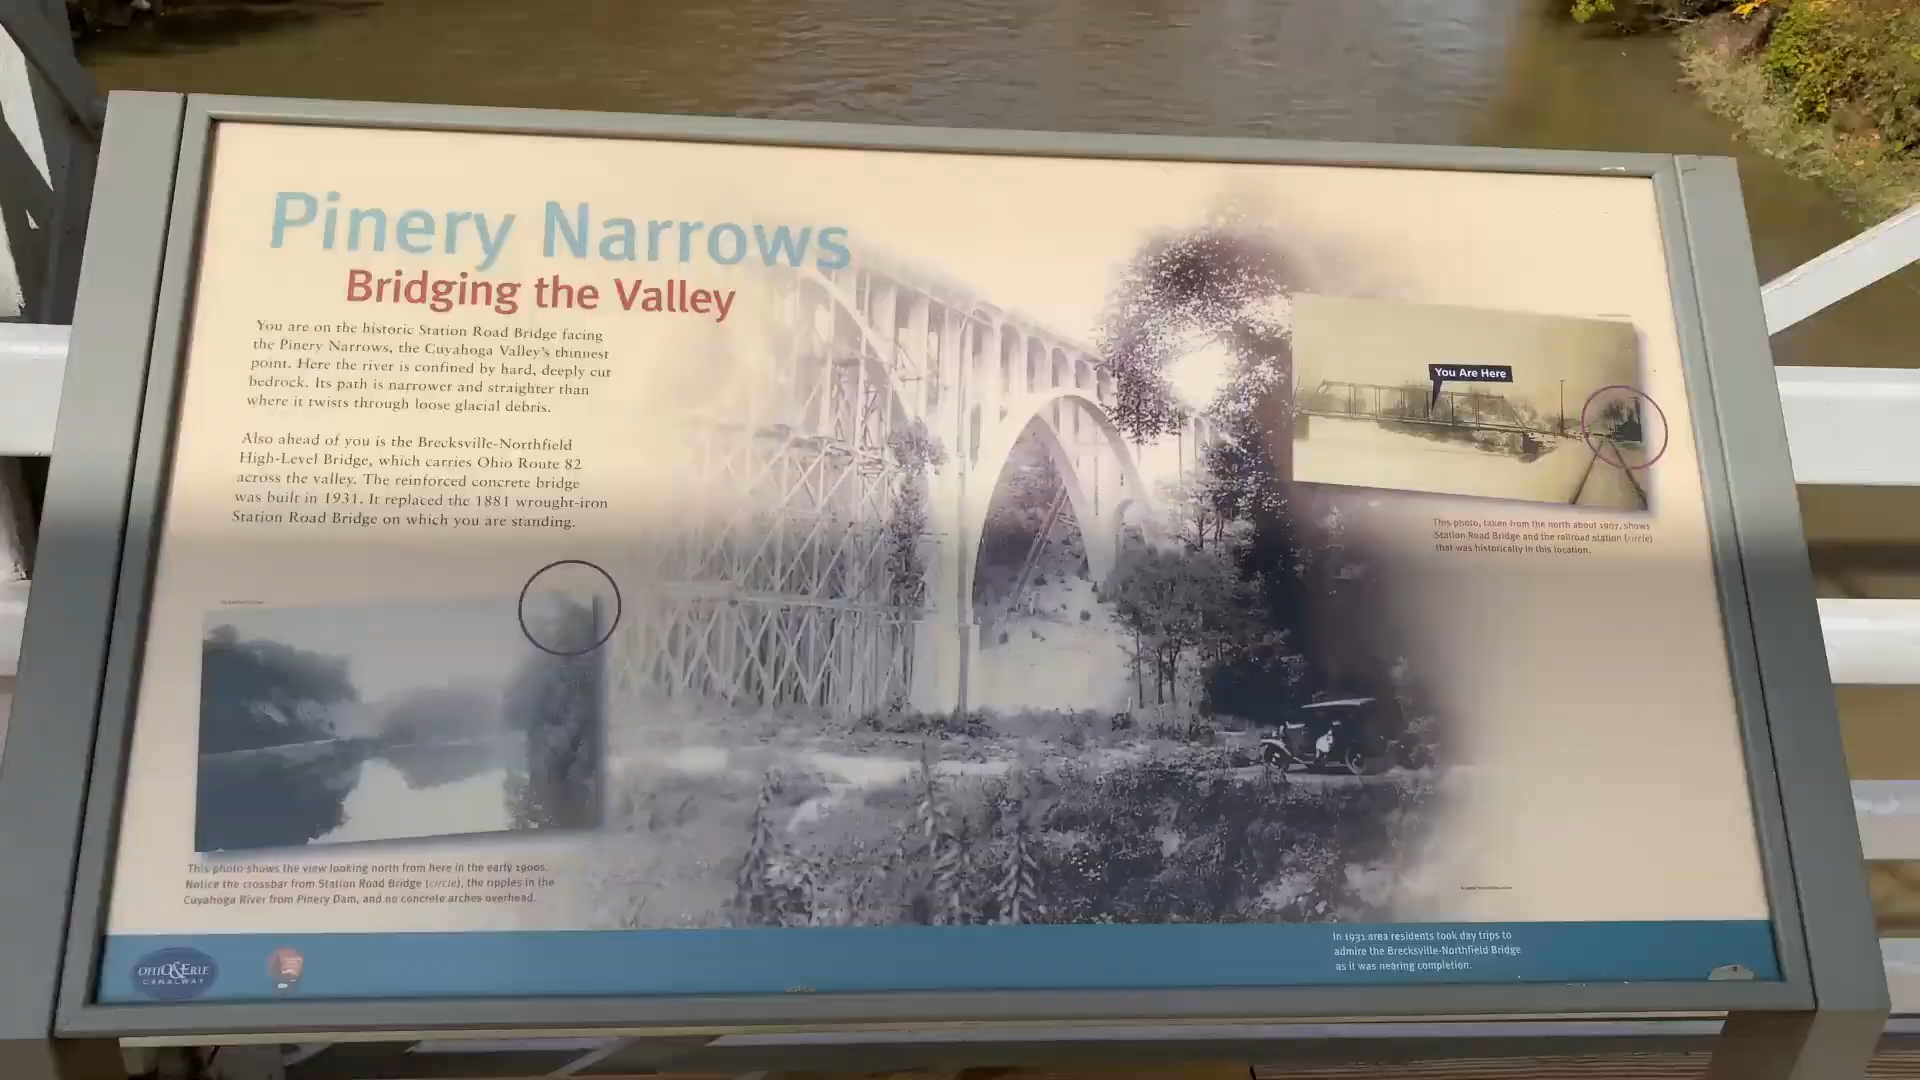 Pinery Narrows
Bridging the Valley
You are on the historic Station Road Bridge facing
the Pinery Narrows, the Cuyahoga Valley's thinnest
point. Here the river is confined by hard, deeply cut
bedrock. Its path is narrower and straighter than
where it twists through loose glacial debris.
Also ahead of you is the Brecksville-Northfield
High-Level Bridge, which carries Ohio Route 82
across the valley. The reinforced concrete bridge
was built in 1931. It replaced the 1881 wrought-iron
Station Road Bridge on which you are standing.
You Are Here
This photo, taken from the north about 1907, shows
Station Road Bridge and the railroad station (circle)
that was historically in this location.
This photo shows the view looking north from here in the early 1900s.
Notice the crossbar from Station Road Bridge (circle), the ripples in the
Cuyahoga River from Pinery Dam, and no concrete arches overhead.
OHIO & ERIE
CANALWAY
In 1931 area residents took day trips to
admire the Brecksville-Northfield Bridge
as it was nearing completion.